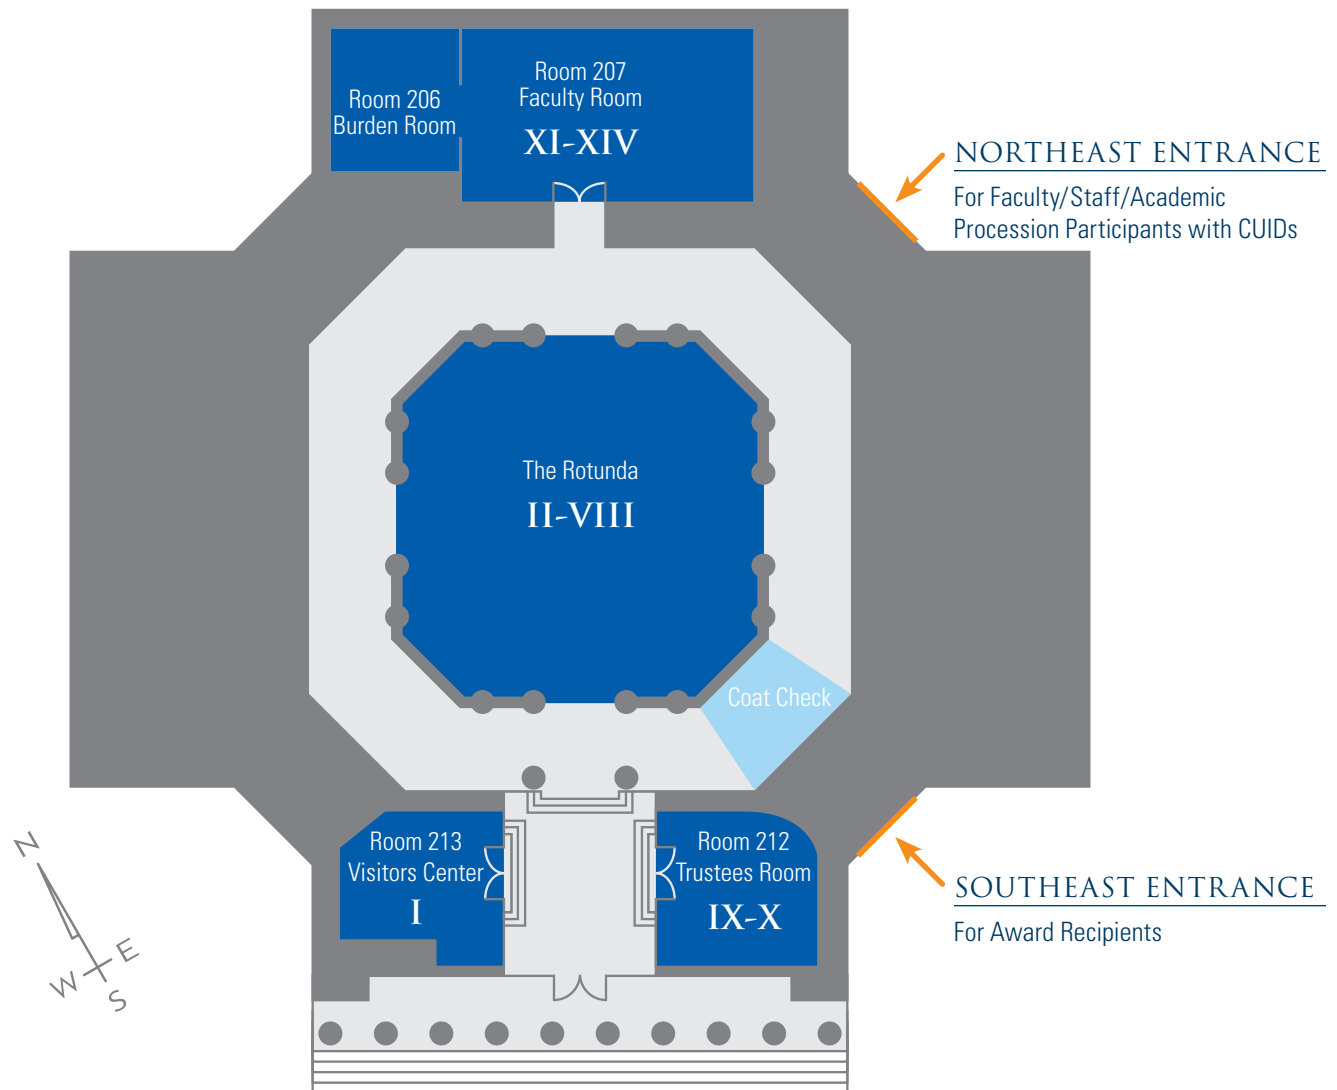 Room 206
Burden Room
Room 207
Faculty Room
XI-XIV
NORTHEAST ENTRANCE
For Faculty/Staff/Academic
Procession Participants with CUIDs
The Rotunda
II-VIII
Coat Check
Room 213
Visitors Center
I
Room 212
Trustees Room
IX-X
SOUTHEAST ENTRANCE
For Award Recipients
N
W
E
S